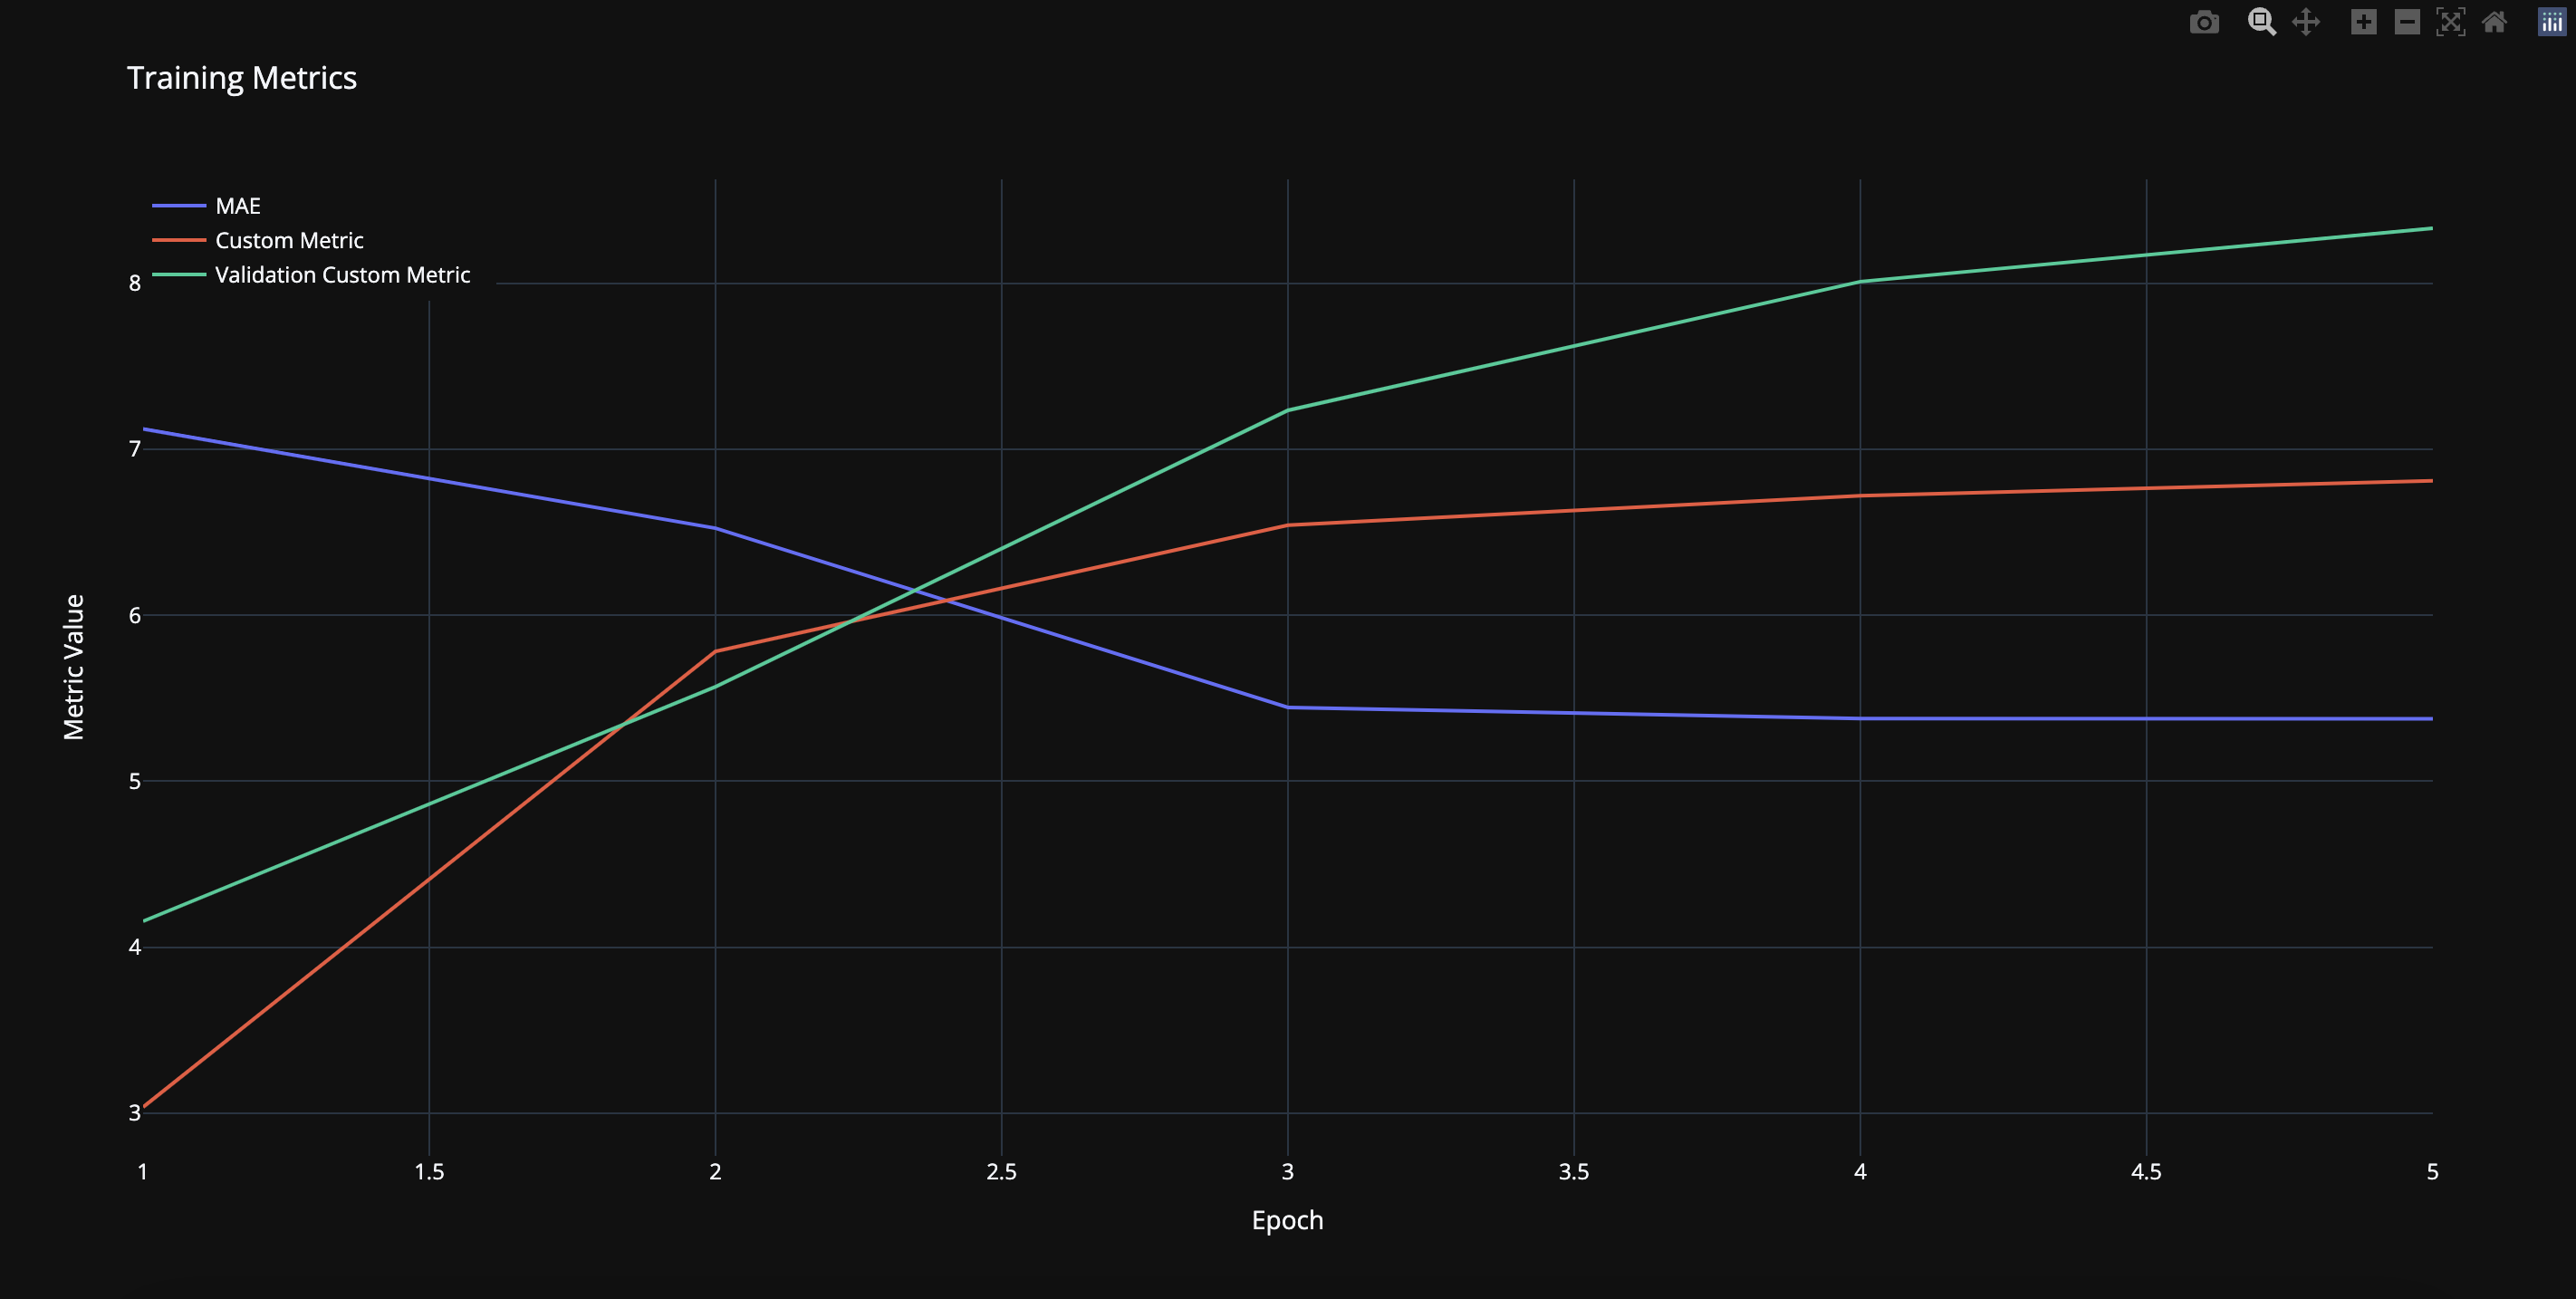 Training Metrics
MAE
Custom Metric
Validation Custom Metric
8
7
6
5
4
3
Metric Value
1 1.5 2 2.5 3 3.5 4 4.5 5
Epoch